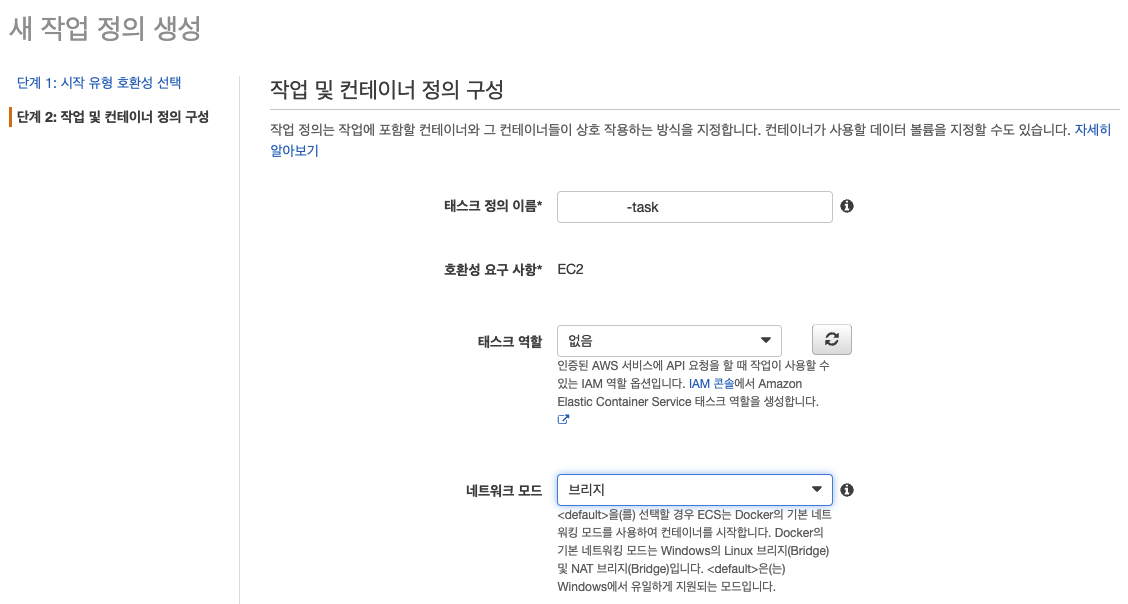 새 작업 정의 생성
단계 1: 시작 유형 호환성 선택
단계 2: 작업 및 컨테이너 정의 구성
작업 및 컨테이너 정의 구성
작업 정의는 작업에 포함할 컨테이너와 그 컨테이너들이 상호 작용하는 방식을 지정합니다. 컨테이너가 사용할 데이터 볼륨을 지정할 수도 있습니다. 자세히
알아보기
태스크 정의 이름* -task
호환성 요구 사항* EC2
태스크 역할 없음
인증된 AWS 서비스에 API 요청을 할 때 작업이 사용할 수
있는 IAM 역할 옵션입니다. IAM 콘솔에서 Amazon
Elastic Container Service 태스크 역할을 생성합니다.
네트워크 모드 브리지
<default>을(를) 선택할 경우 ECS는 Docker의 기본 네트
워킹 모드를 사용하여 컨테이너를 시작합니다. Docker의
기본 네트워킹 모드는 Windows의 Linux 브리지(Bridge)
및 NAT 브리지(Bridge)입니다. <default>은(는)
Windows에서 유일하게 지원되는 모드입니다.